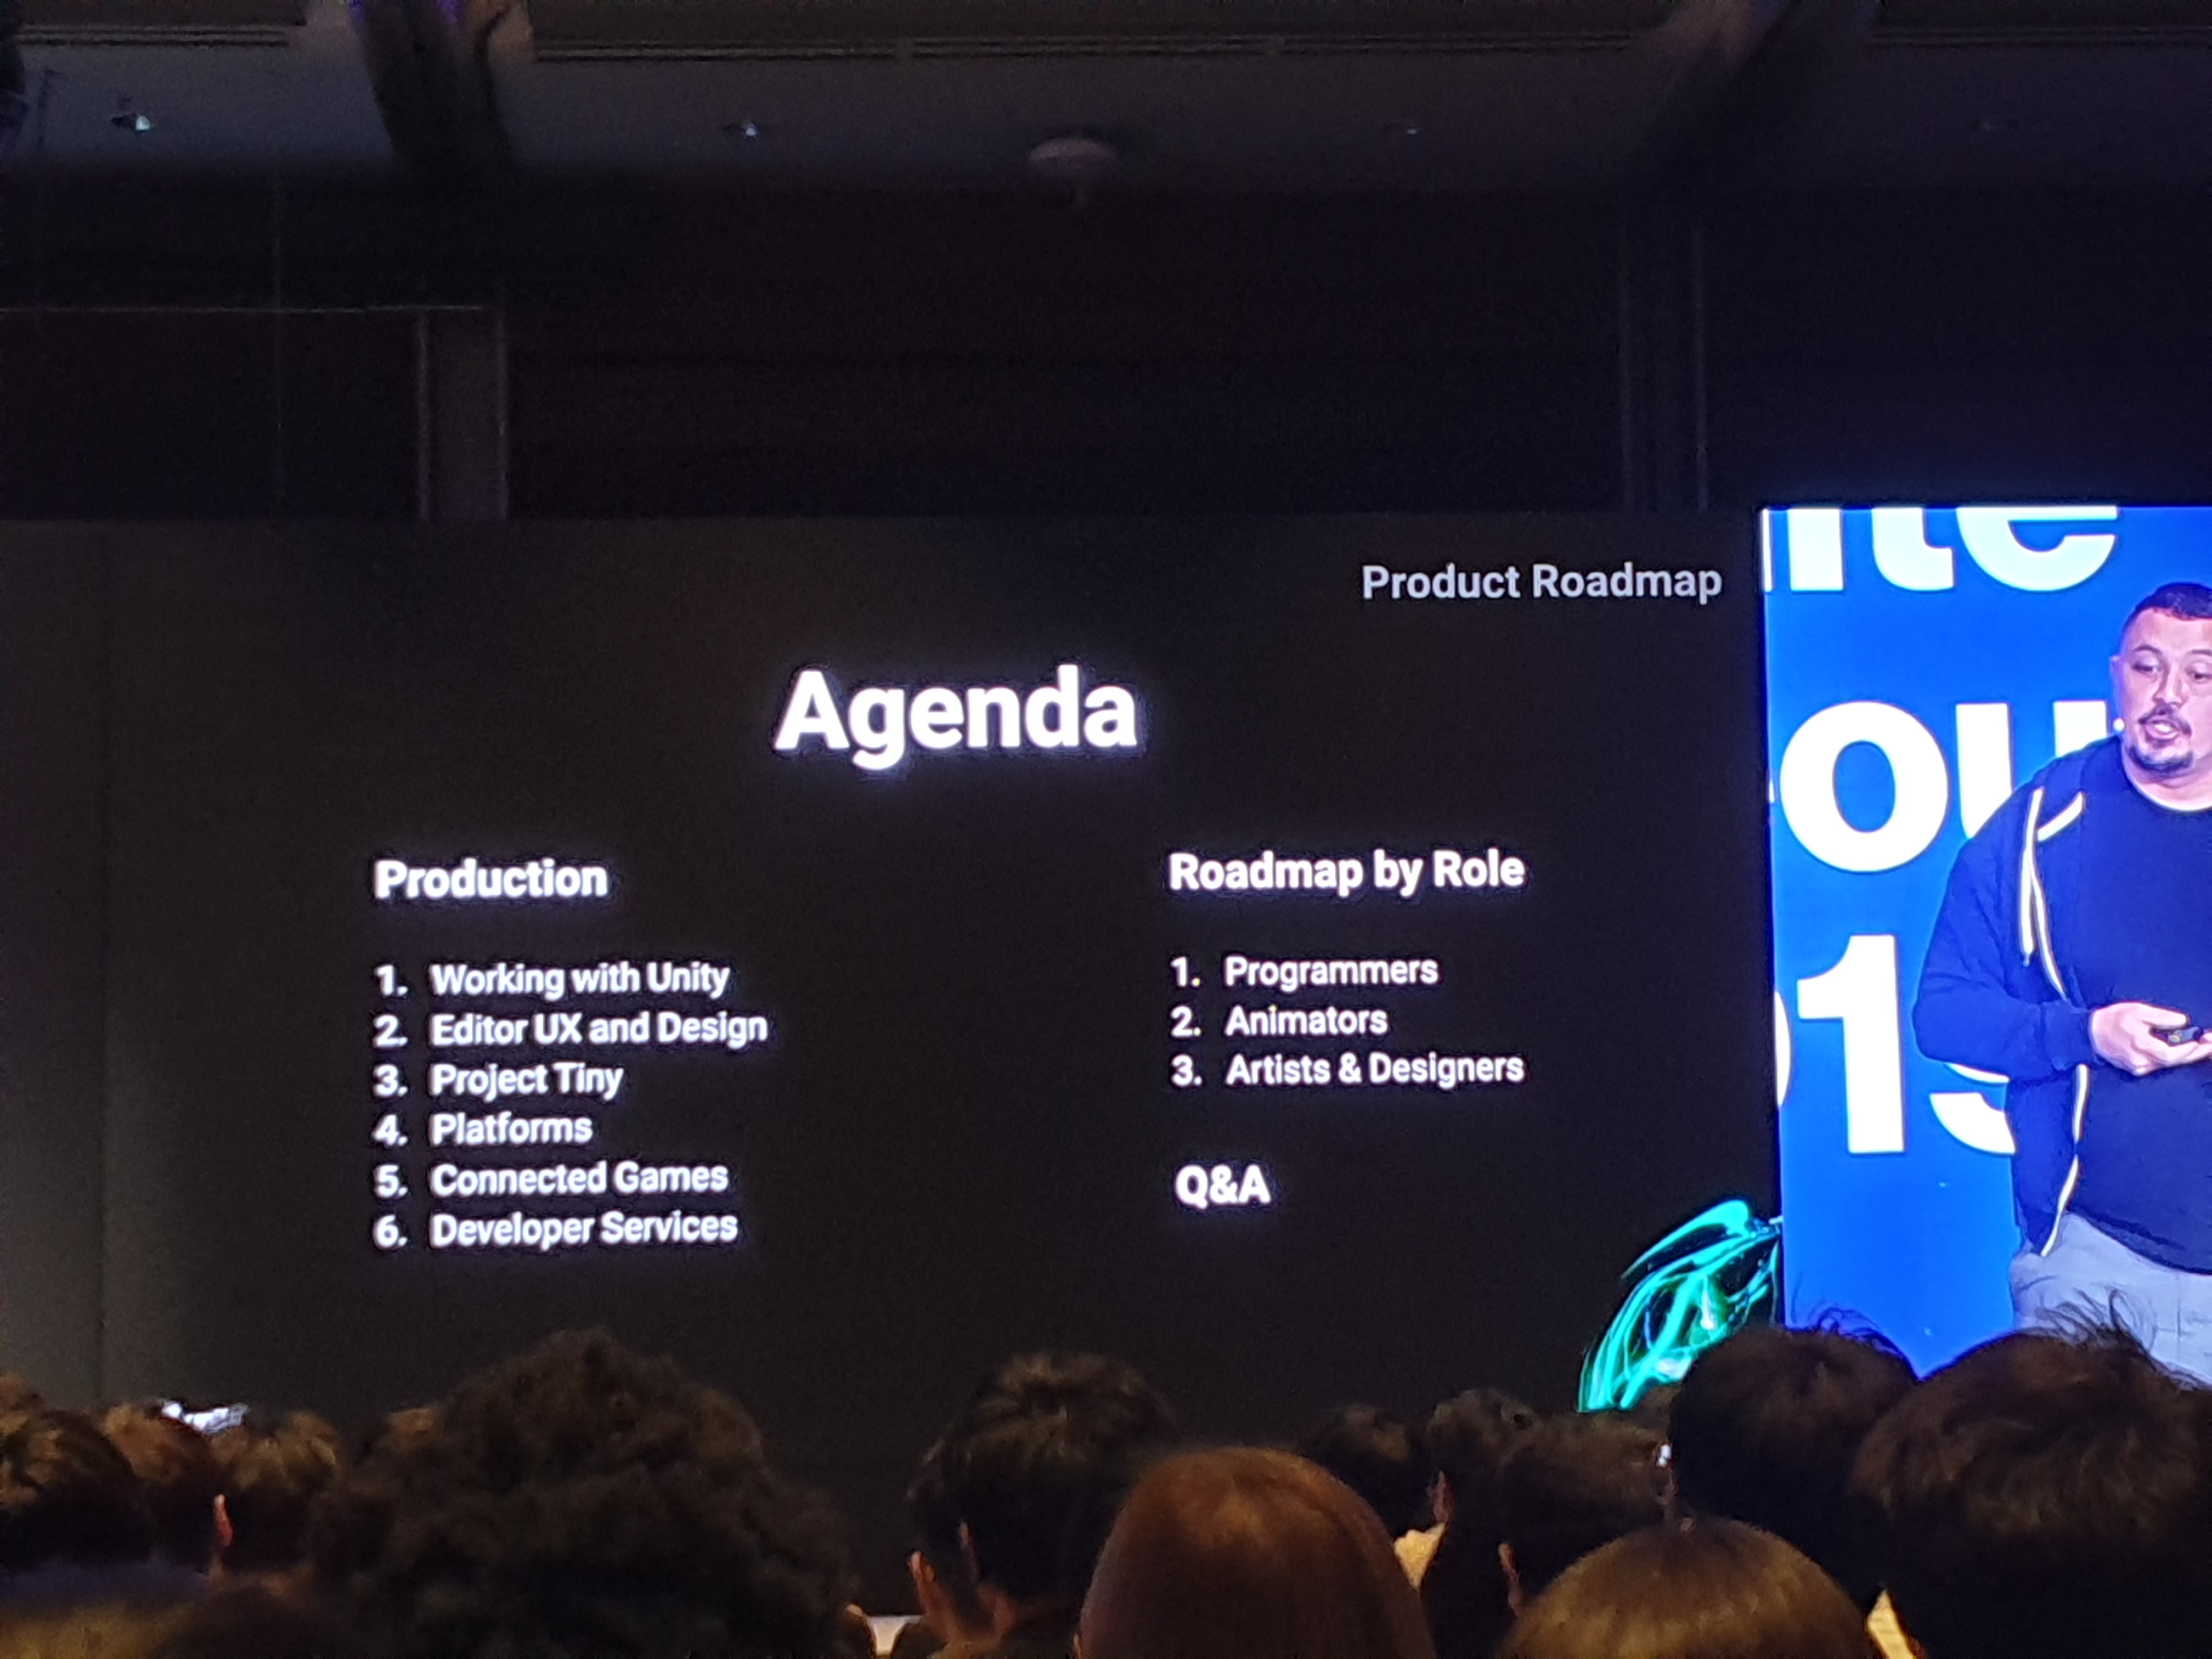 Product Roadmap
Agenda
Production
1. Working with Unity
2. Editor UX and Design
3. Project Tiny
4. Platforms
5. Connected Games
6. Developer Services
Roadmap by Role
1. Programmers
2. Animators
3. Artists & Designers
Q&A